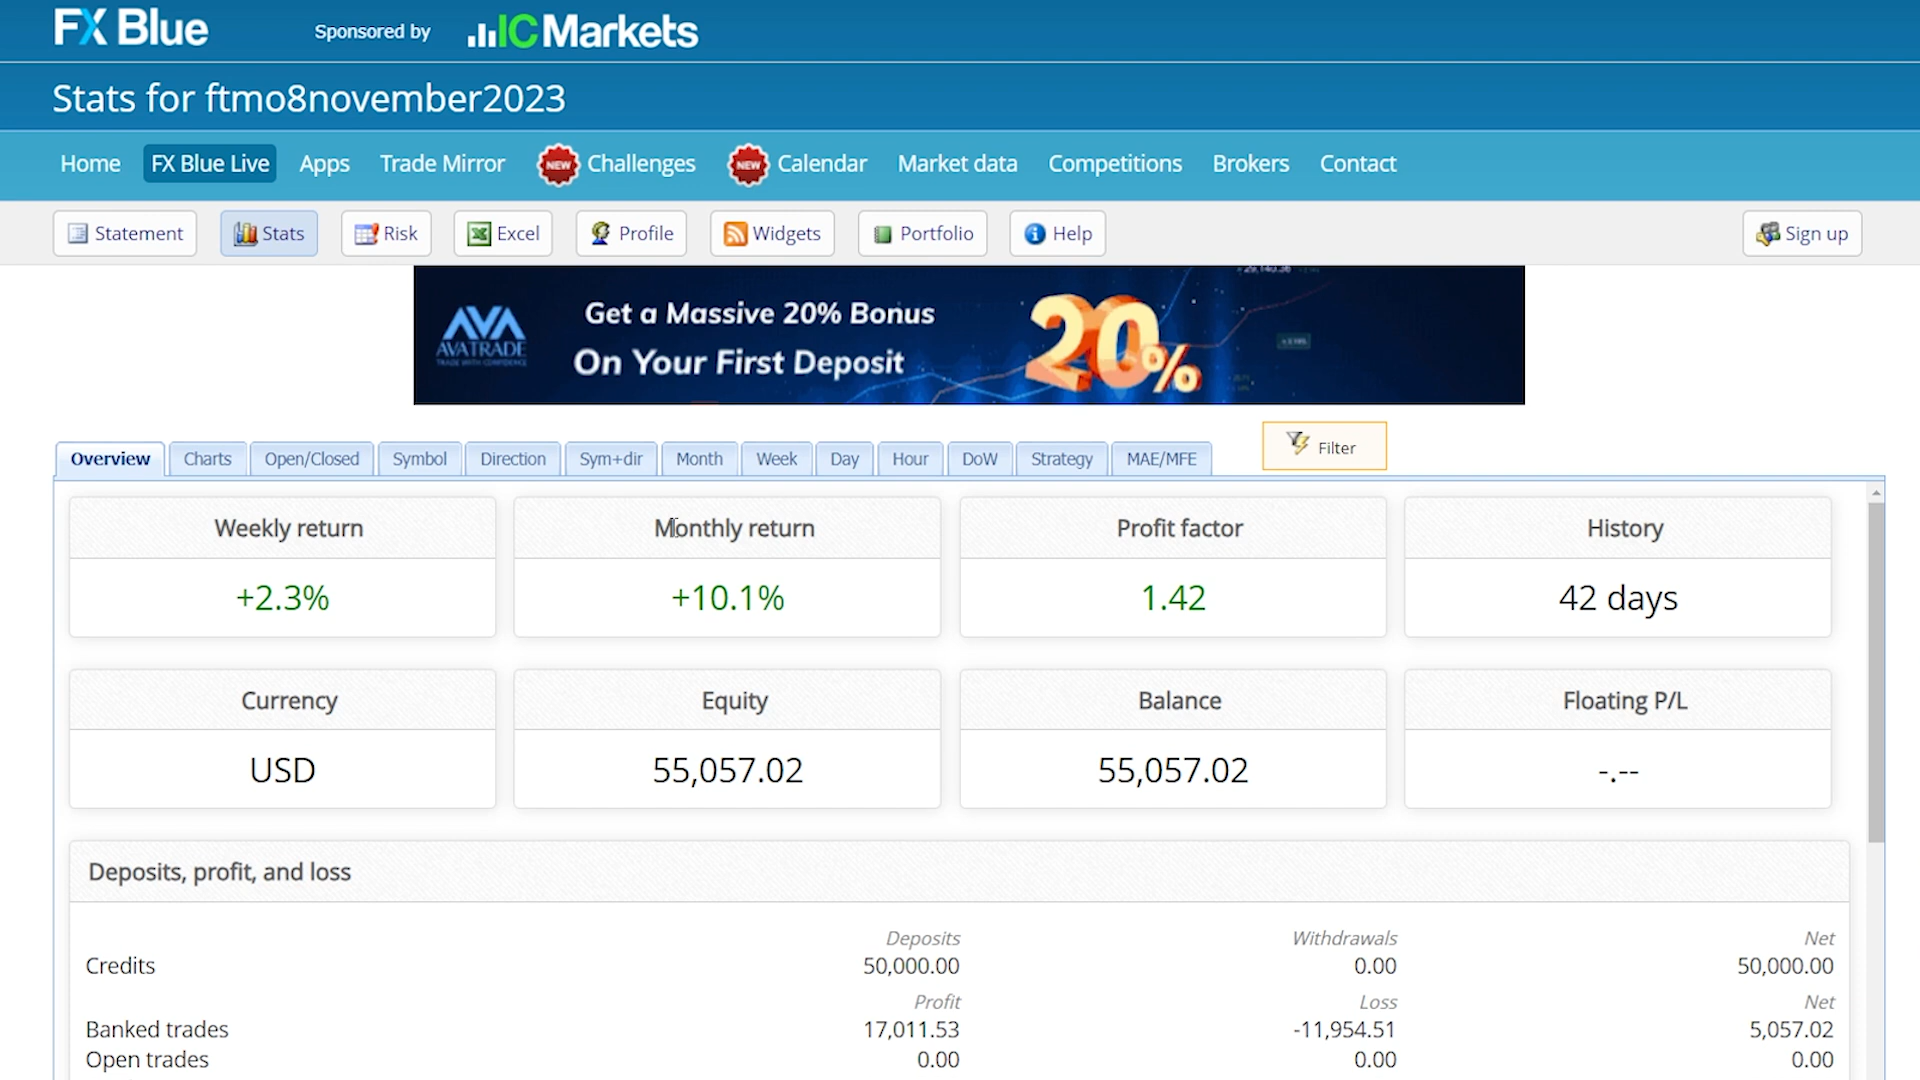 FX Blue
Sponsored by
IC Markets
Stats for ftmo8november2023
Home FX Blue Live Apps Trade Mirror NEW Challenges NEW Calendar Market data Competitions Brokers Contact
Statement Stats Risk Excel Profile Widgets Portfolio Help Sign up
AVA
AVATRADE
TRADE WITH CONFIDENCE
Get a Massive 20% Bonus
On Your First Deposit
20%
Overview Charts Open/Closed Symbol Direction Sym+dir Month Week Day Hour DoW Strategy MAE/MFE Filter
Weekly return Monthly return Profit factor History
+2.3% +10.1% 1.42 42 days
Currency Equity Balance Floating P/L
USD 55,057.02 55,057.02 -.--
Deposits, profit, and loss
Deposits Withdrawals Net
Credits 50,000.00 0.00 50,000.00
Profit Loss Net
Banked trades 17,011.53 -11,954.51 5,057.02
Open trades 0.00 0.00 0.00